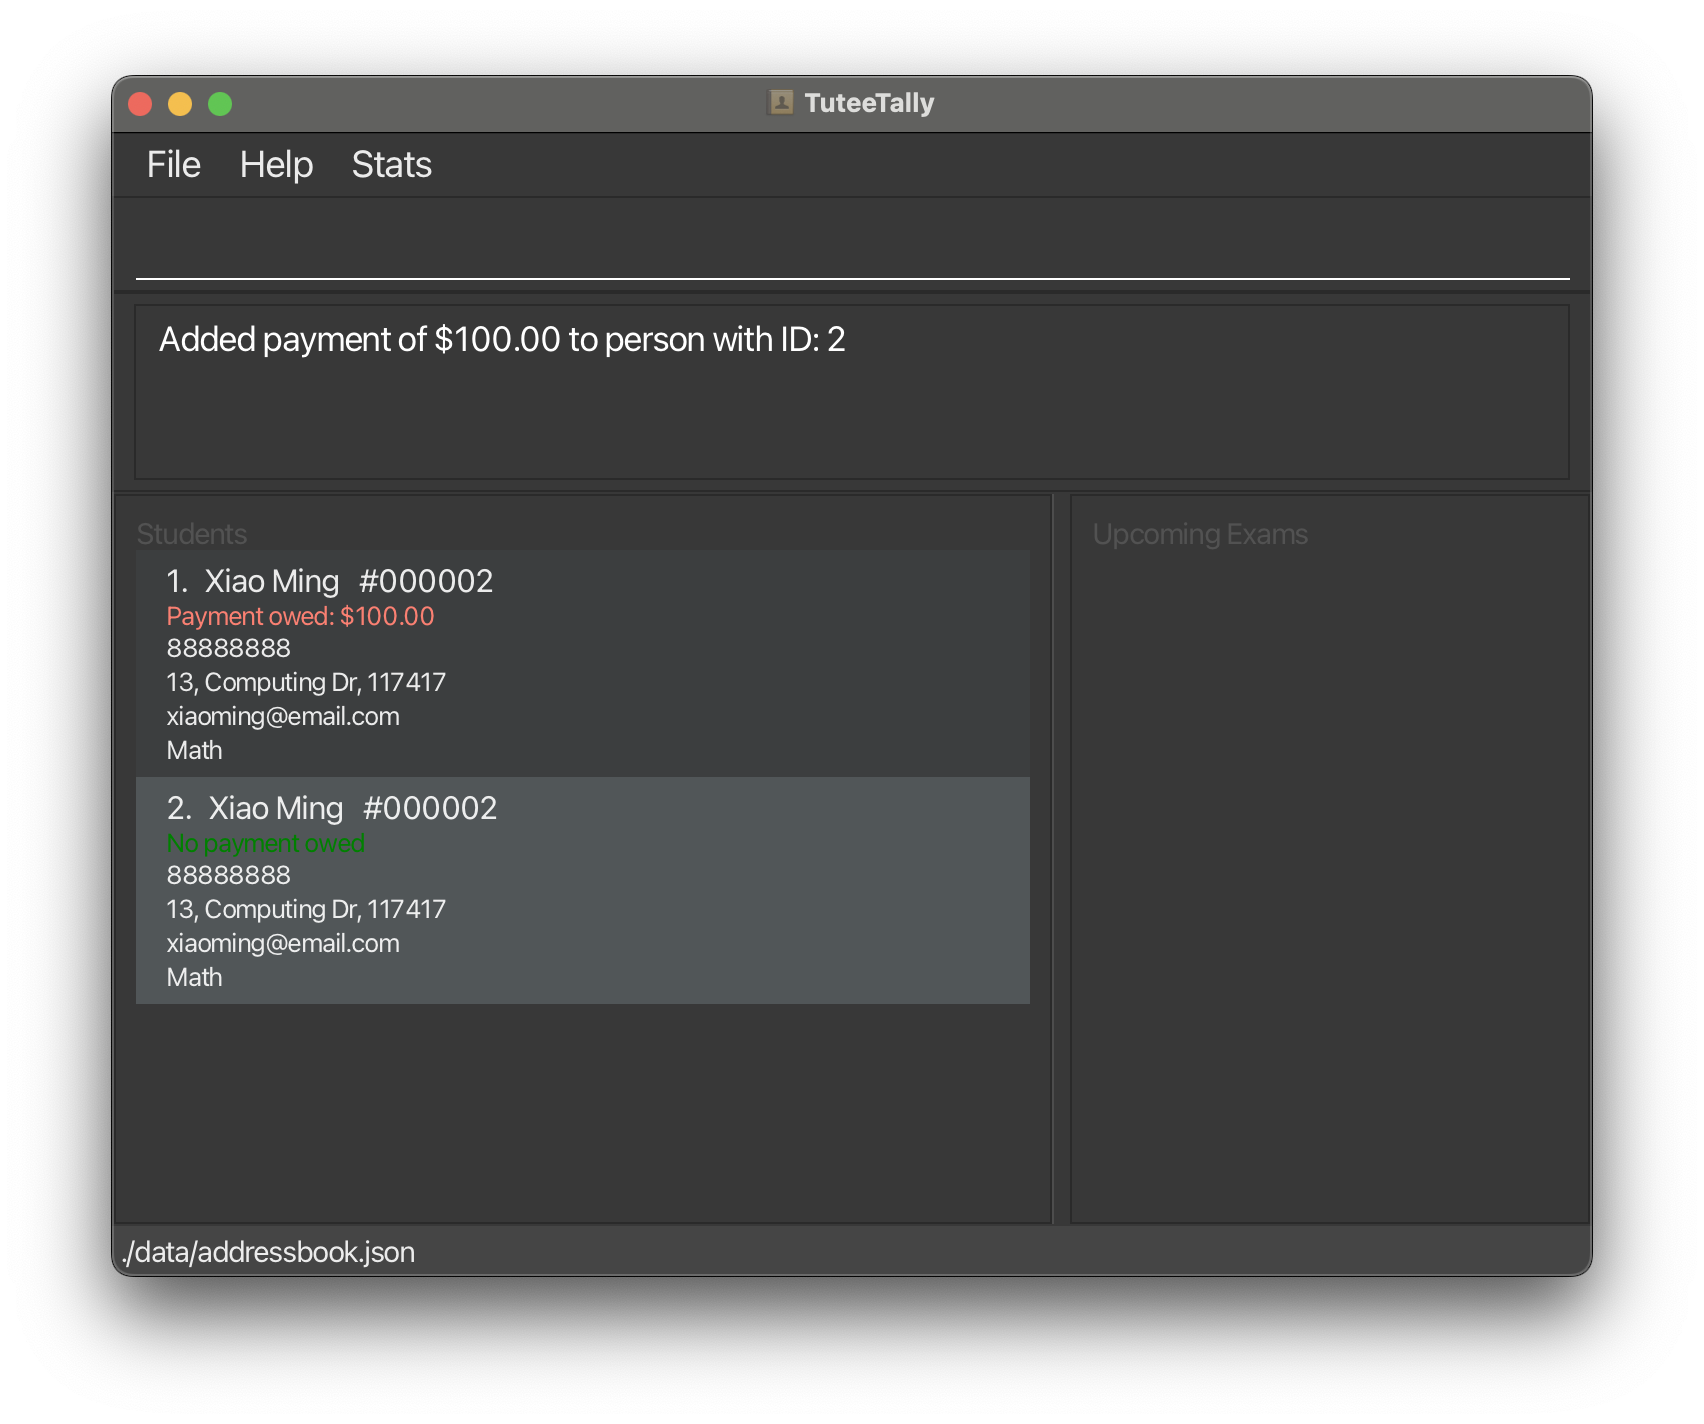 TuteeTally
File Help Stats
Added payment of $100.00 to person with ID: 2
Students
1. Xiao Ming #000002
Payment owed: $100.00
88888888
13, Computing Dr, 117417
xiaoming@email.com
Math
2. Xiao Ming #000002
No payment owed
88888888
13, Computing Dr, 117417
xiaoming@email.com
Math
Upcoming Exams
./data/addressbook.json